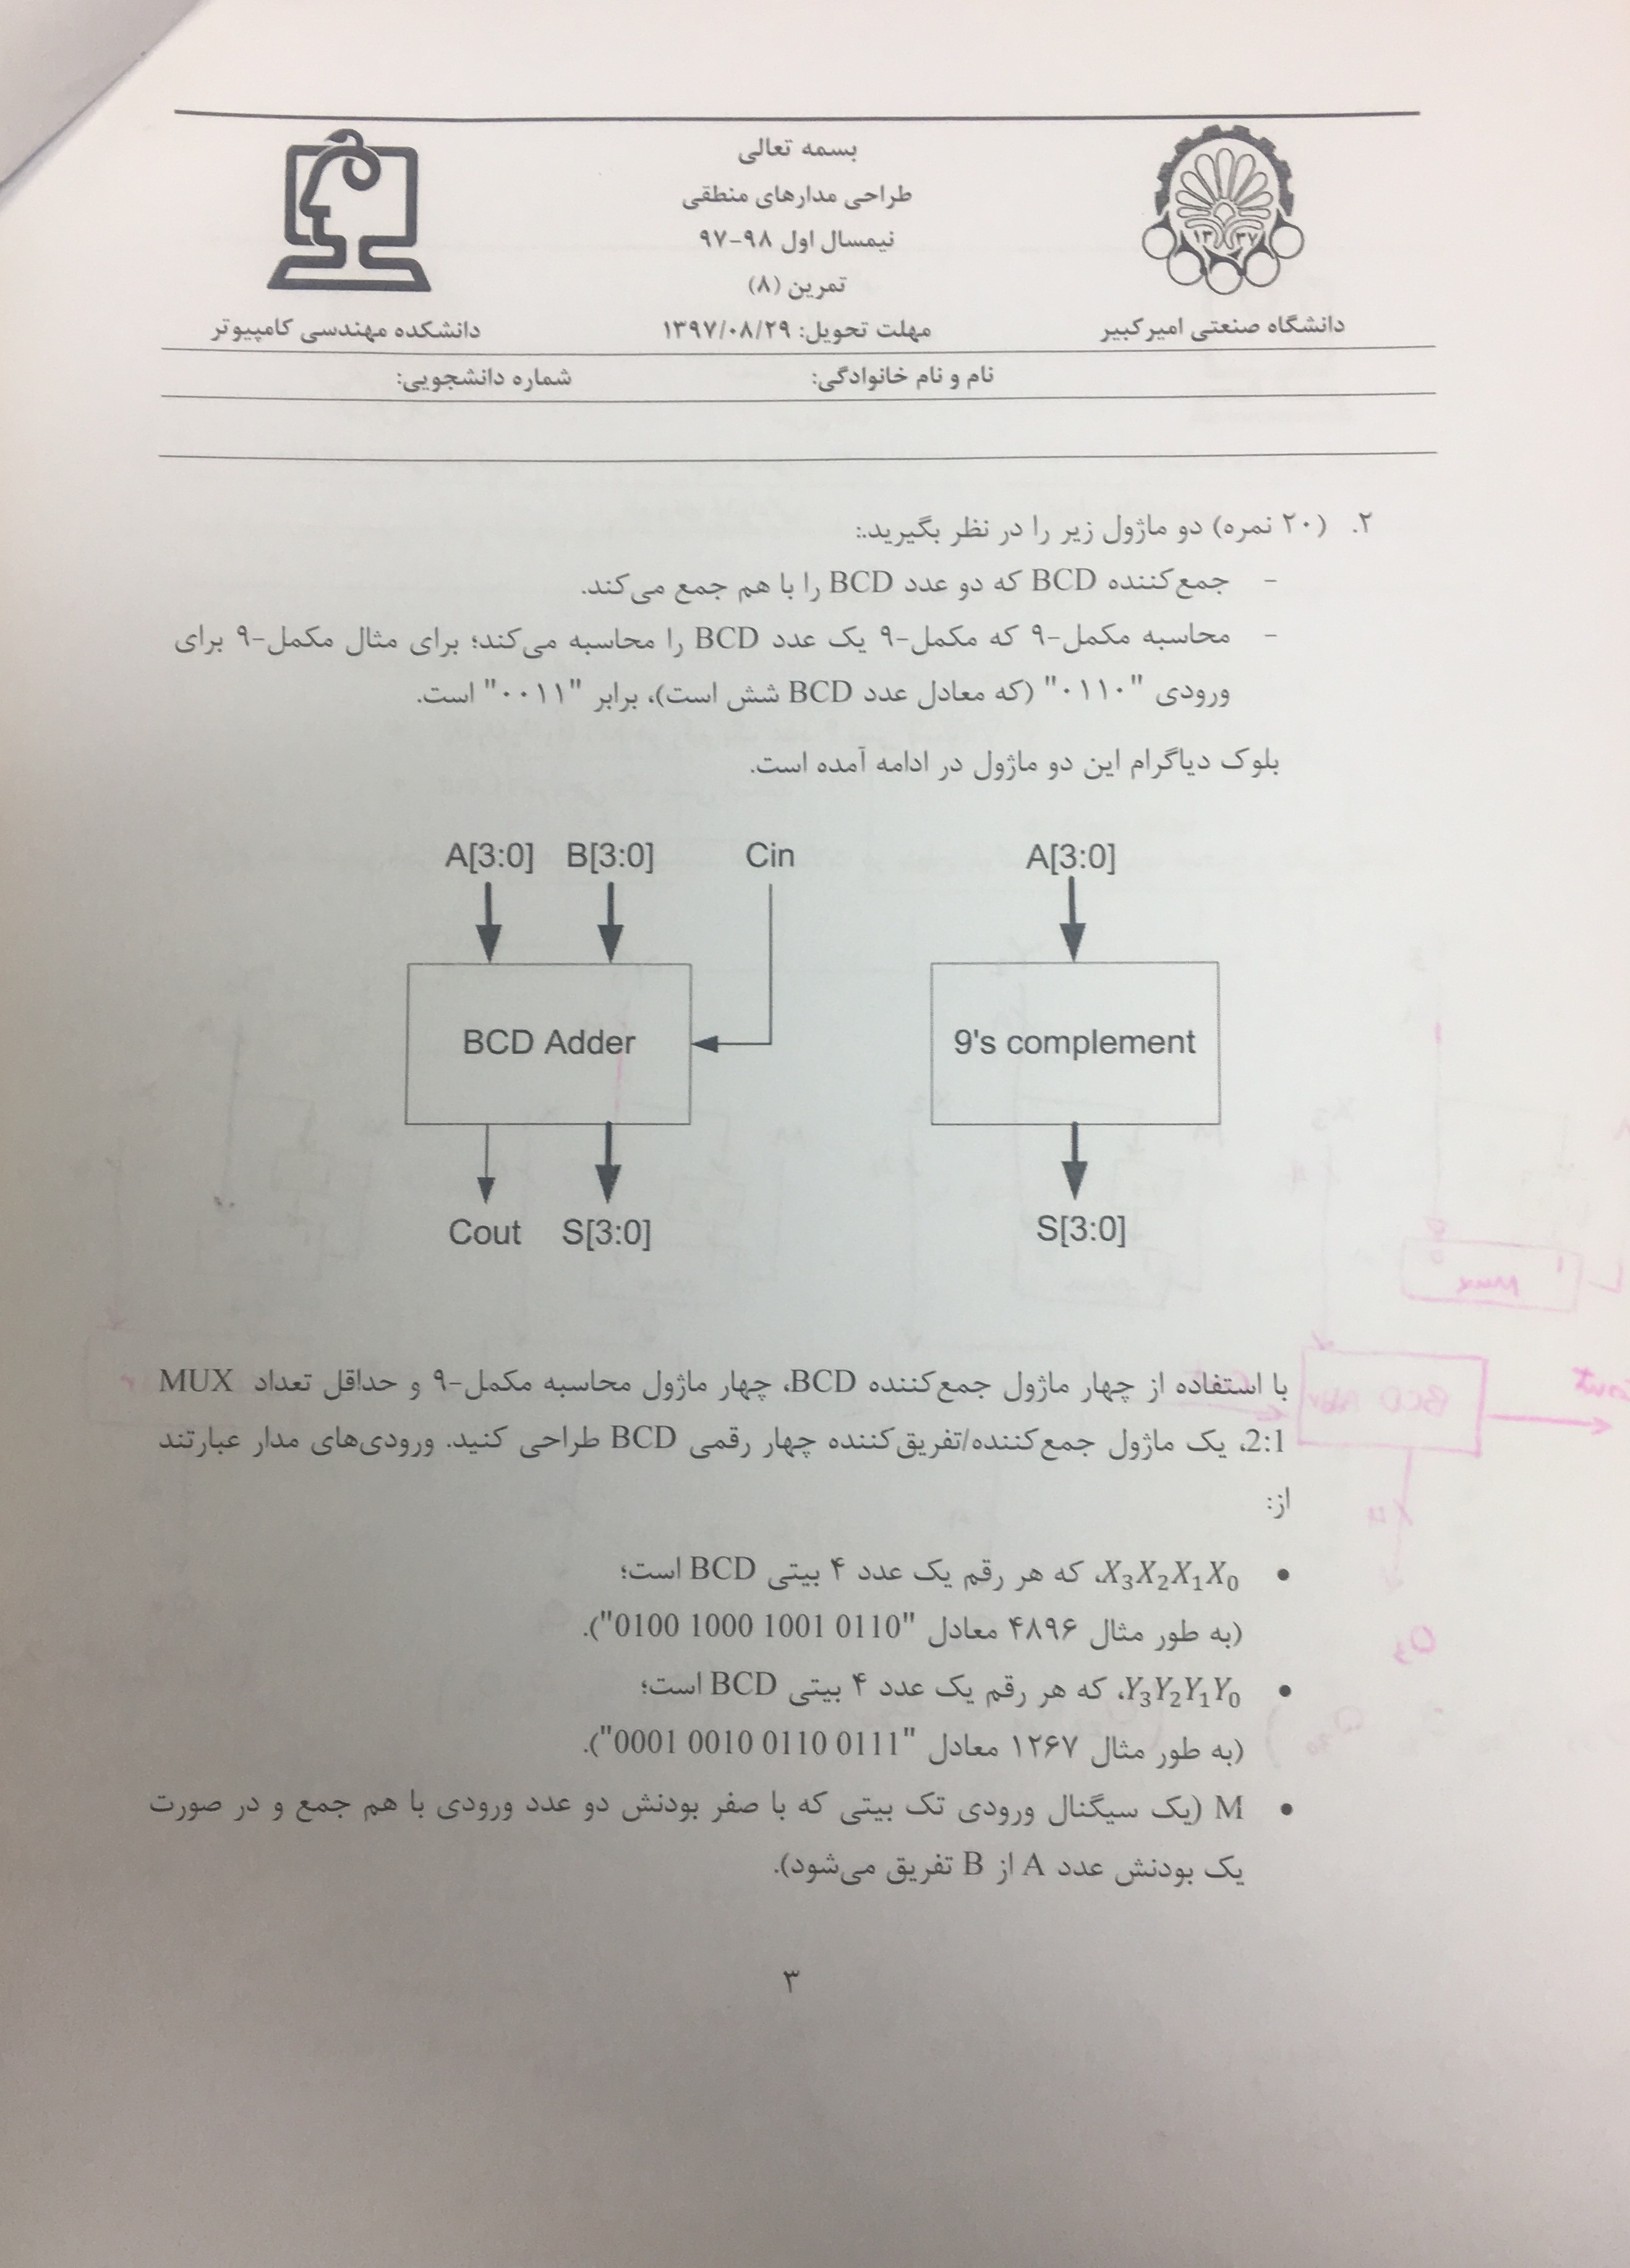 بسمه تعالی
طراحی مدارهای منطقی
نیمسال اول ۹۸-۹۷
تمرین (۸)
۱۳ ۳۷
دانشگاه صنعتی امیرکبیر
مهلت تحویل: ۱۳۹۷/۰۸/۲۹
دانشکده مهندسی کامپیوتر
نام و نام خانوادگی:
شماره دانشجویی:
۲. (۲۰ نمره) دو ماژول زیر را در نظر بگیرید.:
- جمع‌کننده BCD که دو عدد BCD را با هم جمع می‌کند.
- محاسبه مکمل-۹ که مکمل-۹ یک عدد BCD را محاسبه می‌کند؛ برای مثال مکمل-۹ برای
ورودی "۰۱۱۰" (که معادل عدد BCD شش است)، برابر "۰۰۱۱" است.
بلوک دیاگرام این دو ماژول در ادامه آمده است.
A[3:0] B[3:0] Cin
A[3:0]
BCD Adder
9's complement
Cout S[3:0]
S[3:0]
با استفاده از چهار ماژول جمع‌کننده BCD، چهار ماژول محاسبه مکمل-۹ و حداقل تعداد MUX
2:1، یک ماژول جمع‌کننده/تفریق‌کننده چهار رقمی BCD طراحی کنید. ورودی‌های مدار عبارتند
از:
• X₃X₂X₁X₀، که هر رقم یک عدد ۴ بیتی BCD است؛
(به طور مثال ۴۸۹۶ معادل "0100 1000 1001 0110").
• Y₃Y₂Y₁Y₀، که هر رقم یک عدد ۴ بیتی BCD است؛
(به طور مثال ۱۲۶۷ معادل "0001 0010 0110 0111").
• M (یک سیگنال ورودی تک بیتی که با صفر بودنش دو عدد ورودی با هم جمع و در صورت
یک بودنش عدد A از B تفریق می‌شود).
۳